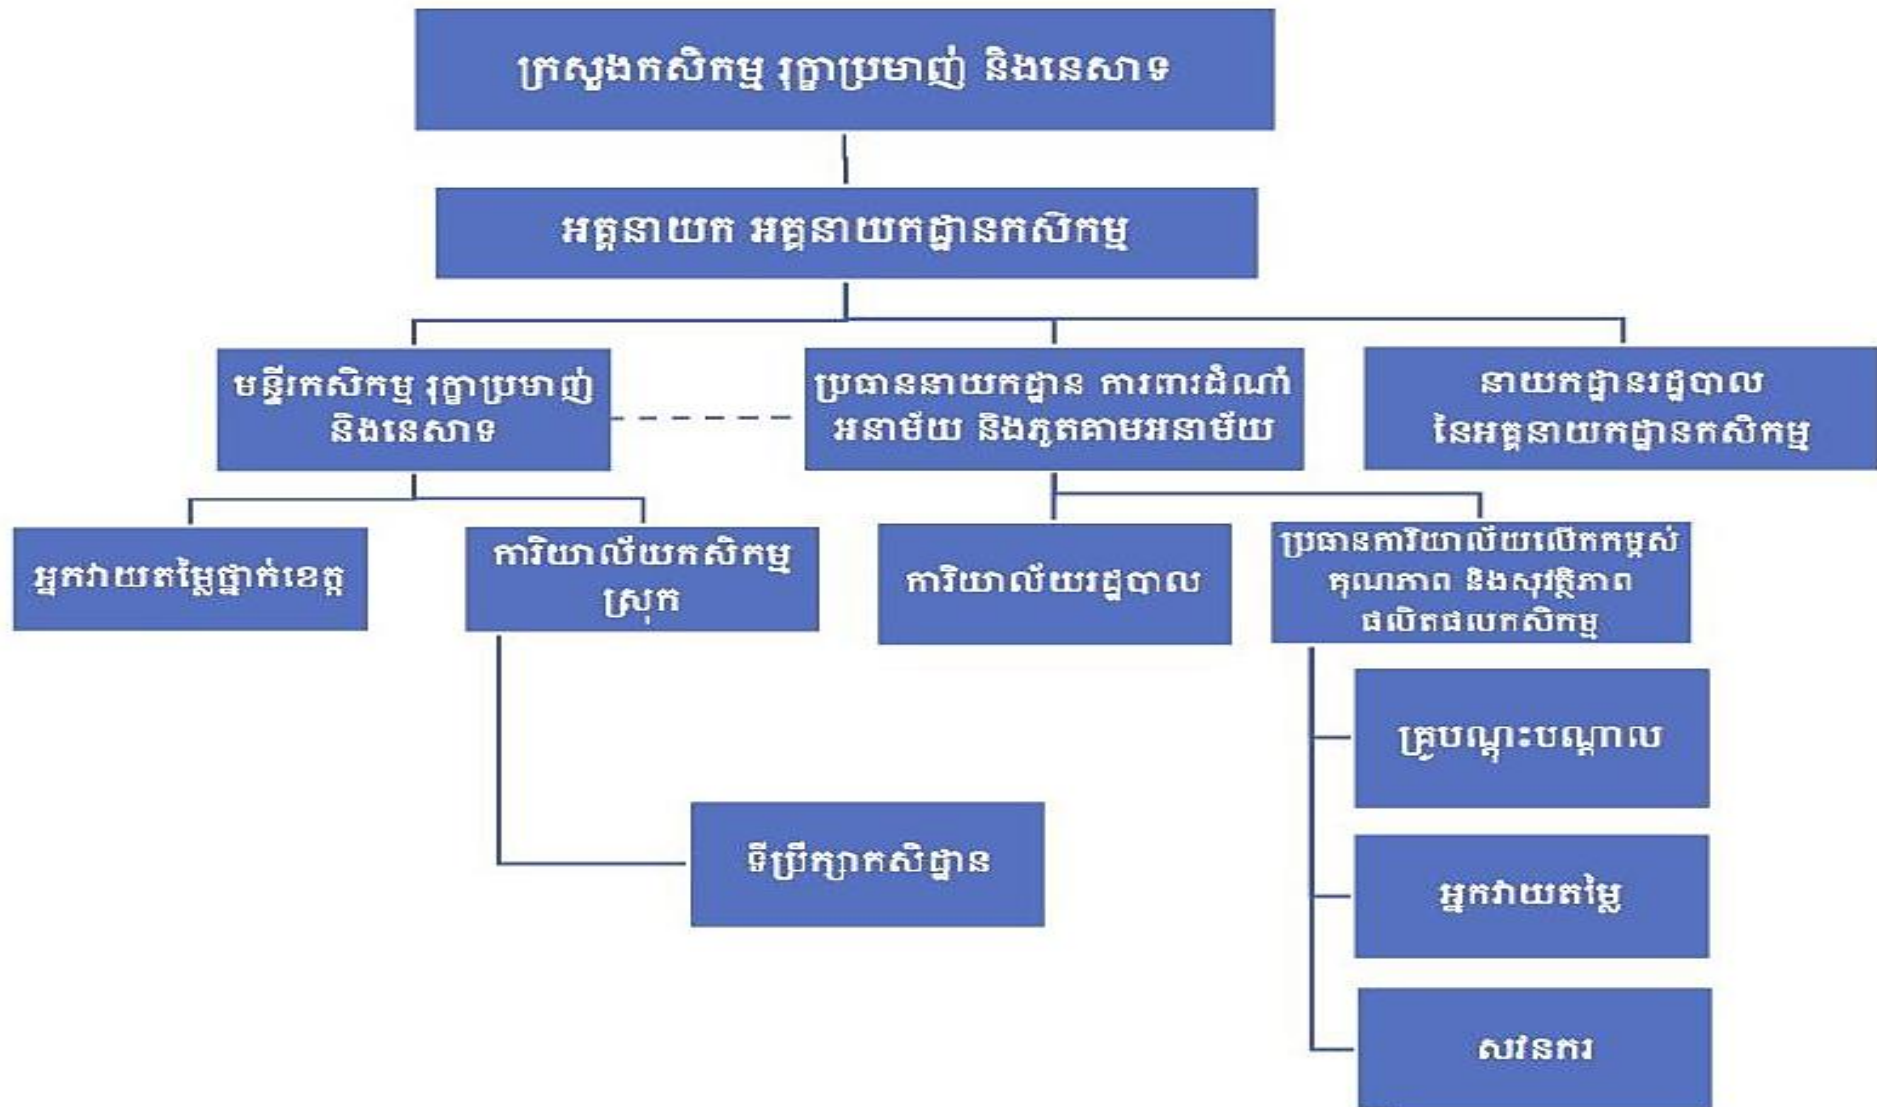 ក្រសួងកសិកម្ម រុក្ខាប្រមាញ់ និងនេសាទ
អគ្គនាយក អគ្គនាយកដ្ឋានកសិកម្ម
មន្ទីរកសិកម្ម រុក្ខាប្រមាញ់
និងនេសាទ
ប្រធាននាយកដ្ឋាន ការពារដំណាំ
អនាម័យ និងភូតគាមអនាម័យ
នាយកដ្ឋានរដ្ឋបាល
នៃអគ្គនាយកដ្ឋានកសិកម្ម
អ្នកវាយតម្លៃថ្នាក់ខេត្ត
ការិយាល័យកសិកម្ម
ស្រុក
ការិយាល័យរដ្ឋបាល
ប្រធានការិយាល័យលើកកម្ពស់
គុណភាព និងសុវត្ថិភាព
ផលិតផលកសិកម្ម
គ្រូបណ្តុះបណ្តាល
ទីប្រឹក្សាកសិដ្ឋាន
អ្នកវាយតម្លៃ
សវនករ